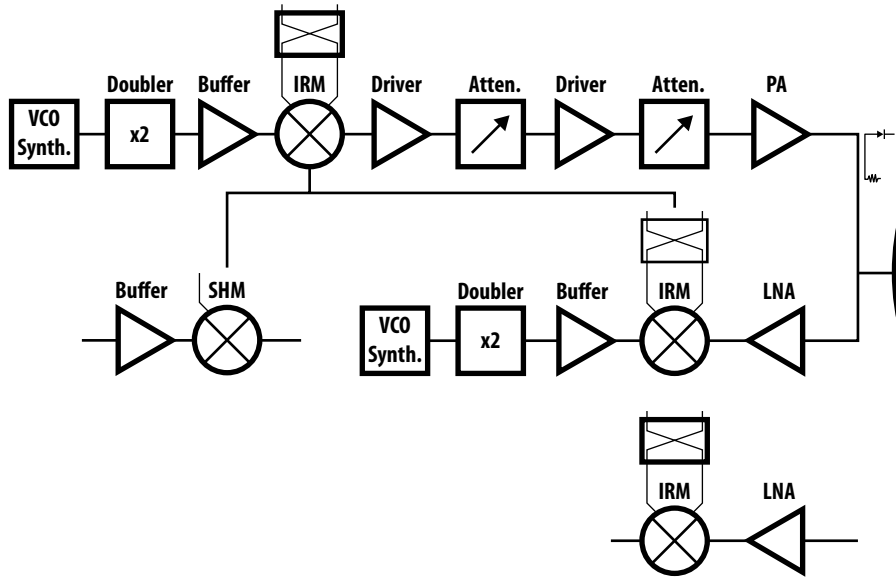 IRM
Doubler
Buffer
Driver
Atten.
Driver
Atten.
PA
VCO
Synth.
x2
Buffer
SHM
Doubler
Buffer
IRM
LNA
VCO
Synth.
x2
IRM
LNA